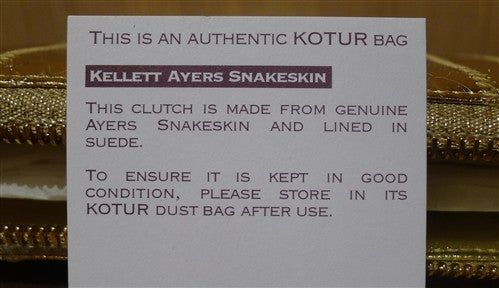 THIS IS AN AUTHENTIC KOTUR BAG
KELLETT AYERS SNAKESKIN
THIS CLUTCH IS MADE FROM GENUINE
AYERS SNAKESKIN AND LINED IN
SUEDE.
TO ENSURE IT IS KEPT IN GOOD
CONDITION, PLEASE STORE IN ITS
KOTUR DUST BAG AFTER USE.